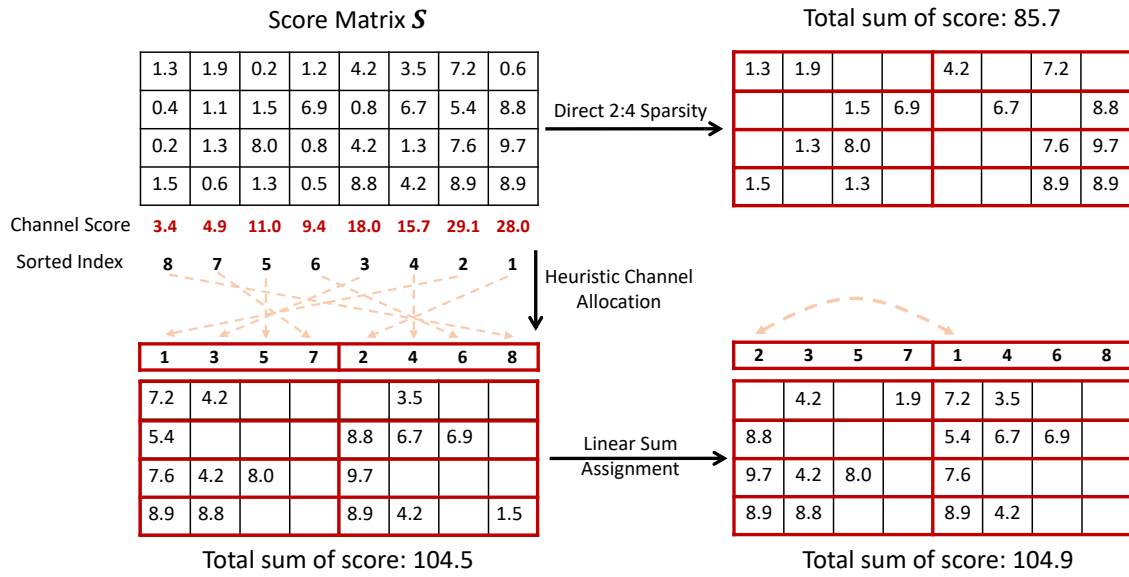 Score Matrix S
1.3 1.9 0.2 1.2 4.2 3.5 7.2 0.6
0.4 1.1 1.5 6.9 0.8 6.7 5.4 8.8
0.2 1.3 8.0 0.8 4.2 1.3 7.6 9.7
1.5 0.6 1.3 0.5 8.8 4.2 8.9 8.9
Channel Score 3.4 4.9 11.0 9.4 18.0 15.7 29.1 28.0
Sorted Index 8 7 5 6 3 4 2 1
Direct 2:4 Sparsity
Total sum of score: 85.7
1.3 1.9 4.2 7.2
1.5 6.9 6.7 8.8
1.3 8.0 7.6 9.7
1.5 1.3 8.9 8.9
Heuristic Channel
Allocation
1 3 5 7 2 4 6 8
7.2 4.2 3.5
5.4 8.8 6.7 6.9
7.6 4.2 8.0 9.7
8.9 8.8 8.9 4.2 1.5
Total sum of score: 104.5
Linear Sum
Assignment
2 3 5 7 1 4 6 8
4.2 1.9 7.2 3.5
8.8 5.4 6.7 6.9
9.7 4.2 8.0 7.6
8.9 8.8 8.9 4.2
Total sum of score: 104.9